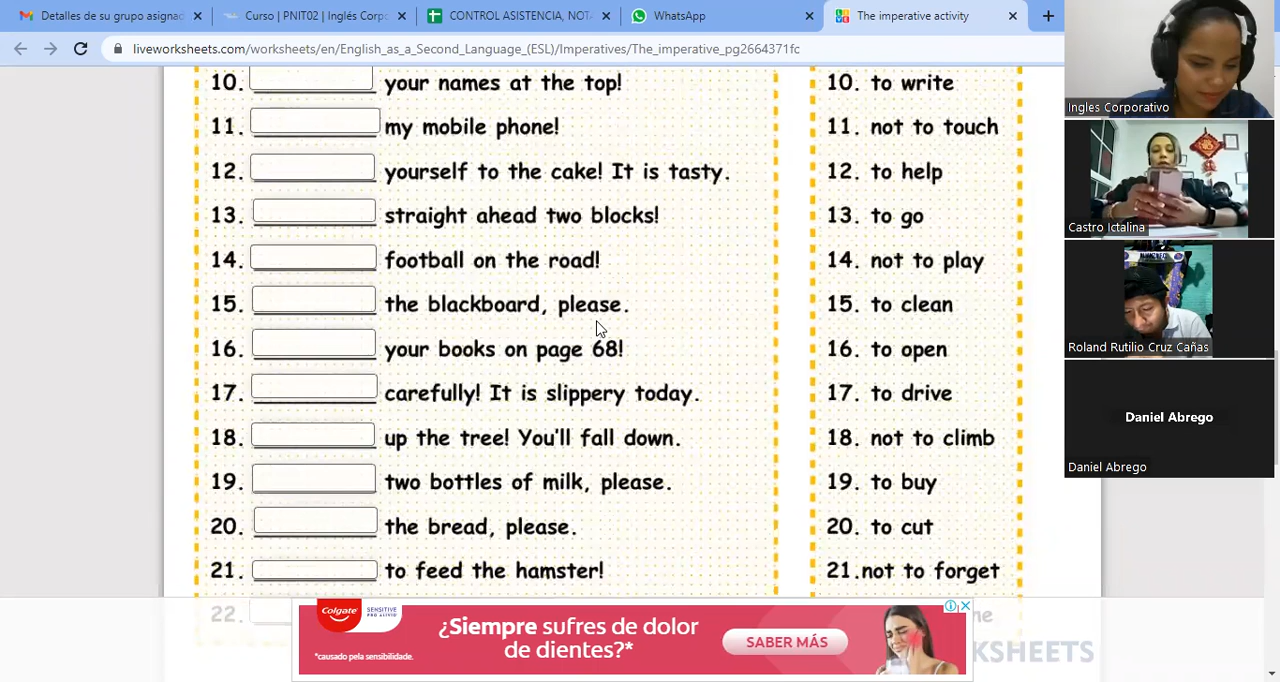 Detalles de su grupo asignad
Curso | PNIT02 | Inglés Corpo
CONTROL ASISTENCIA, NOT
WhatsApp
The imperative activity
liveworksheets.com/worksheets/en/English_as_a_Second_Language_(ESL)/Imperatives/The_imperative_pg2664371fc
10. your names at the top!
11. my mobile phone!
12. yourself to the cake! It is tasty.
13. straight ahead two blocks!
14. football on the road!
15. the blackboard, please.
16. your books on page 68!
17. carefully! It is slippery today.
18. up the tree! You'll fall down.
19. two bottles of milk, please.
20. the bread, please.
21. to feed the hamster!
22.
10. to write
11. not to touch
12. to help
13. to go
14. not to play
15. to clean
16. to open
17. to drive
18. not to climb
19. to buy
20. to cut
21.not to forget
Colgate
SENSITIVE
PRO ALIVIO
*causado pela sensibilidade.
¿Siempre sufres de dolor
de dientes?*
SABER MÁS
KSHEETS
Ingles Corporativo
Castro Ictalina
Roland Rutilio Cruz Cañas
Daniel Abrego
Daniel Abrego